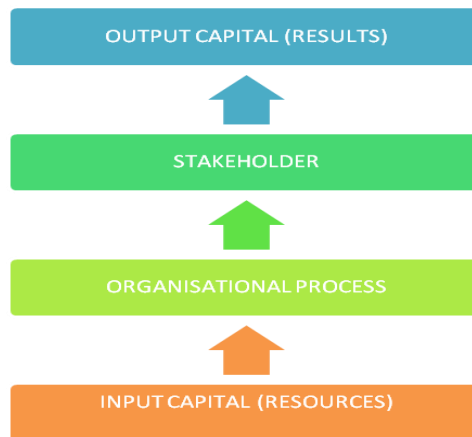 OUTPUT CAPITAL (RESULTS)
STAKEHOLDER
ORGANISATIONAL PROCESS
INPUT CAPITAL (RESOURCES)